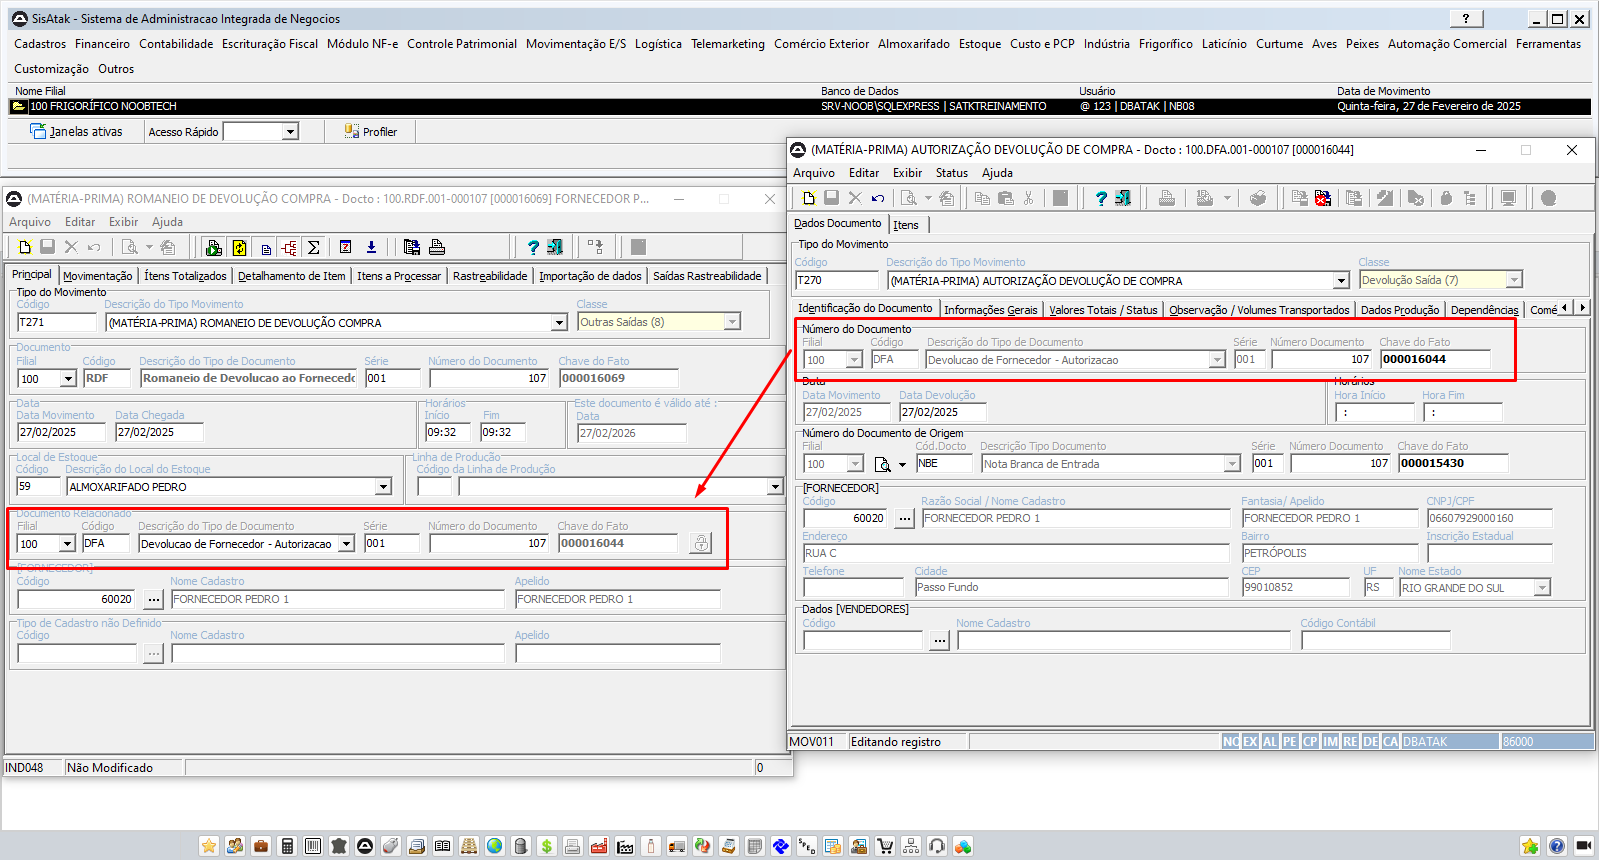 SisAtak - Sistema de Administracao Integrada de Negocios
Cadastros Financeiro Contabilidade Escrituração Fiscal Módulo NF-e Controle Patrimonial Movimentação E/S Logística Telemarketing Comércio Exterior Almoxarifado Estoque Custo e PCP Indústria Frigorífico Laticínio Curtume Aves Peixes Automação Comercial Ferramentas
Customização Outros
Nome Filial Banco de Dados Usuário Data de Movimento
100 FRIGORÍFICO NOOBTECH SRV-NOOB\SQLEXPRESS | SATKTREINAMENTO @ 123 | DBATAK | NB08 Quinta-feira, 27 de Fevereiro de 2025
Janelas ativas Acesso Rápido Profiler
(MATÉRIA-PRIMA) ROMANEIO DE DEVOLUÇÃO COMPRA - Docto : 100.RDF.001-000107 [000016069] FORNECEDOR P...
Arquivo Editar Exibir Ajuda
Principal Movimentação Ítens Totalizados Detalhamento de Item Itens a Processar Rastreabilidade Importação de dados Saídas Rastreabilidade
Tipo do Movimento
Código Descrição do Tipo Movimento Classe
T271 (MATÉRIA-PRIMA) ROMANEIO DE DEVOLUÇÃO COMPRA Outras Saídas (8)
Documento
Filial Código Descrição do Tipo de Documento Série Número do Documento Chave do Fato
100 RDF Romaneio de Devolucao ao Fornecedc 001 107 000016069
Data Horários Este documento é válido até :
Data Movimento Data Chegada Início Fim Data
27/02/2025 27/02/2025 09:32 09:32 27/02/2026
Local de Estoque Linha de Produção
Código Descrição do Local do Estoque Código da Linha de Produção
59 ALMOXARIFADO PEDRO
Documento Relacionado
Filial Código Descrição do Tipo de Documento Série Número do Documento Chave do Fato
100 DFA Devolucao de Fornecedor - Autorizacao 001 107 000016044
[FORNECEDOR]
Código Nome Cadastro Apelido
60020 ... FORNECEDOR PEDRO 1 FORNECEDOR PEDRO 1
Tipo de Cadastro não Definido
Código Nome Cadastro Apelido
...
IND048 Não Modificado 0
(MATÉRIA-PRIMA) AUTORIZAÇÃO DEVOLUÇÃO DE COMPRA - Docto : 100.DFA.001-000107 [000016044]
Arquivo Editar Exibir Status Ajuda
Dados Documento Itens
Tipo do Movimento
Código Descrição do Tipo Movimento Classe
T270 (MATÉRIA-PRIMA) AUTORIZAÇÃO DEVOLUÇÃO DE COMPRA Devolução Saída (7)
Identificação do Documento Informações Gerais Valores Totais / Status Observação / Volumes Transportados Dados Produção Dependências Comé
Número do Documento
Filial Código Descrição do Tipo de Documento Série Número Documento Chave do Fato
100 DFA Devolucao de Fornecedor - Autorizacao 001 107 000016044
Data Horários
Data Movimento Data Devolução Hora Início Hora Fim
27/02/2025 27/02/2025 : :
Número do Documento de Origem
Filial Cód.Docto Descrição Tipo Documento Série Número Documento Chave do Fato
100 NBE Nota Branca de Entrada 001 107 000015430
[FORNECEDOR]
Código Razão Social / Nome Cadastro Fantasia/ Apelido CNPJ/CPF
60020 ... FORNECEDOR PEDRO 1 FORNECEDOR PEDRO 1 06607929000160
Endereço Bairro Inscrição Estadual
RUA C PETRÓPOLIS
Telefone Cidade CEP UF Nome Estado
Passo Fundo 99010852 RS RIO GRANDE DO SUL
Dados [VENDEDORES]
Código Nome Cadastro Código Contábil
...
MOV011 Editando registro NO EX AL PE CP IM RE DE CA DBATAK 86000